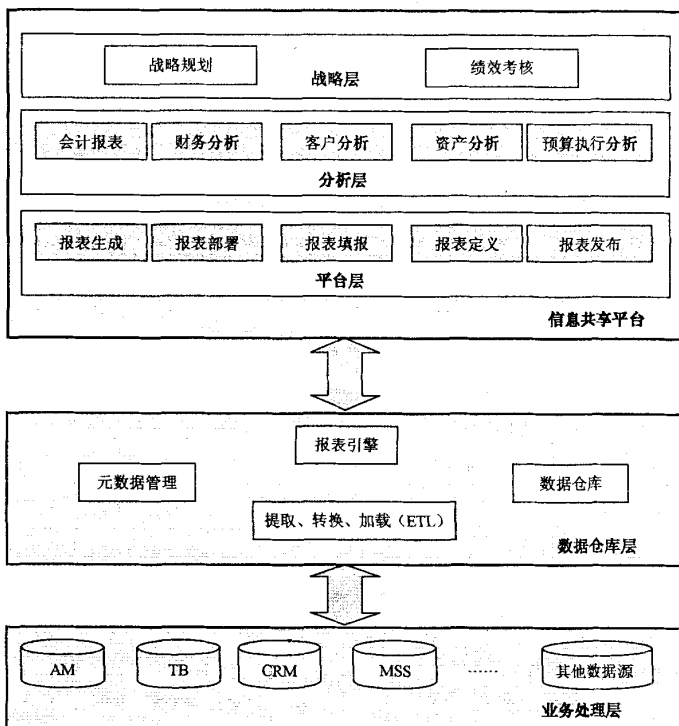 战略规划
绩效考核
战略层
会计报表
财务分析
客户分析
资产分析
预算执行分析
分析层
报表生成
报表部署
报表填报
报表定义
报表发布
平台层
信息共享平台
报表引擎
元数据管理
数据仓库
提取、转换、加载（ETL）
数据仓库层
AM
TB
CRM
MSS
……
其他数据源
业务处理层